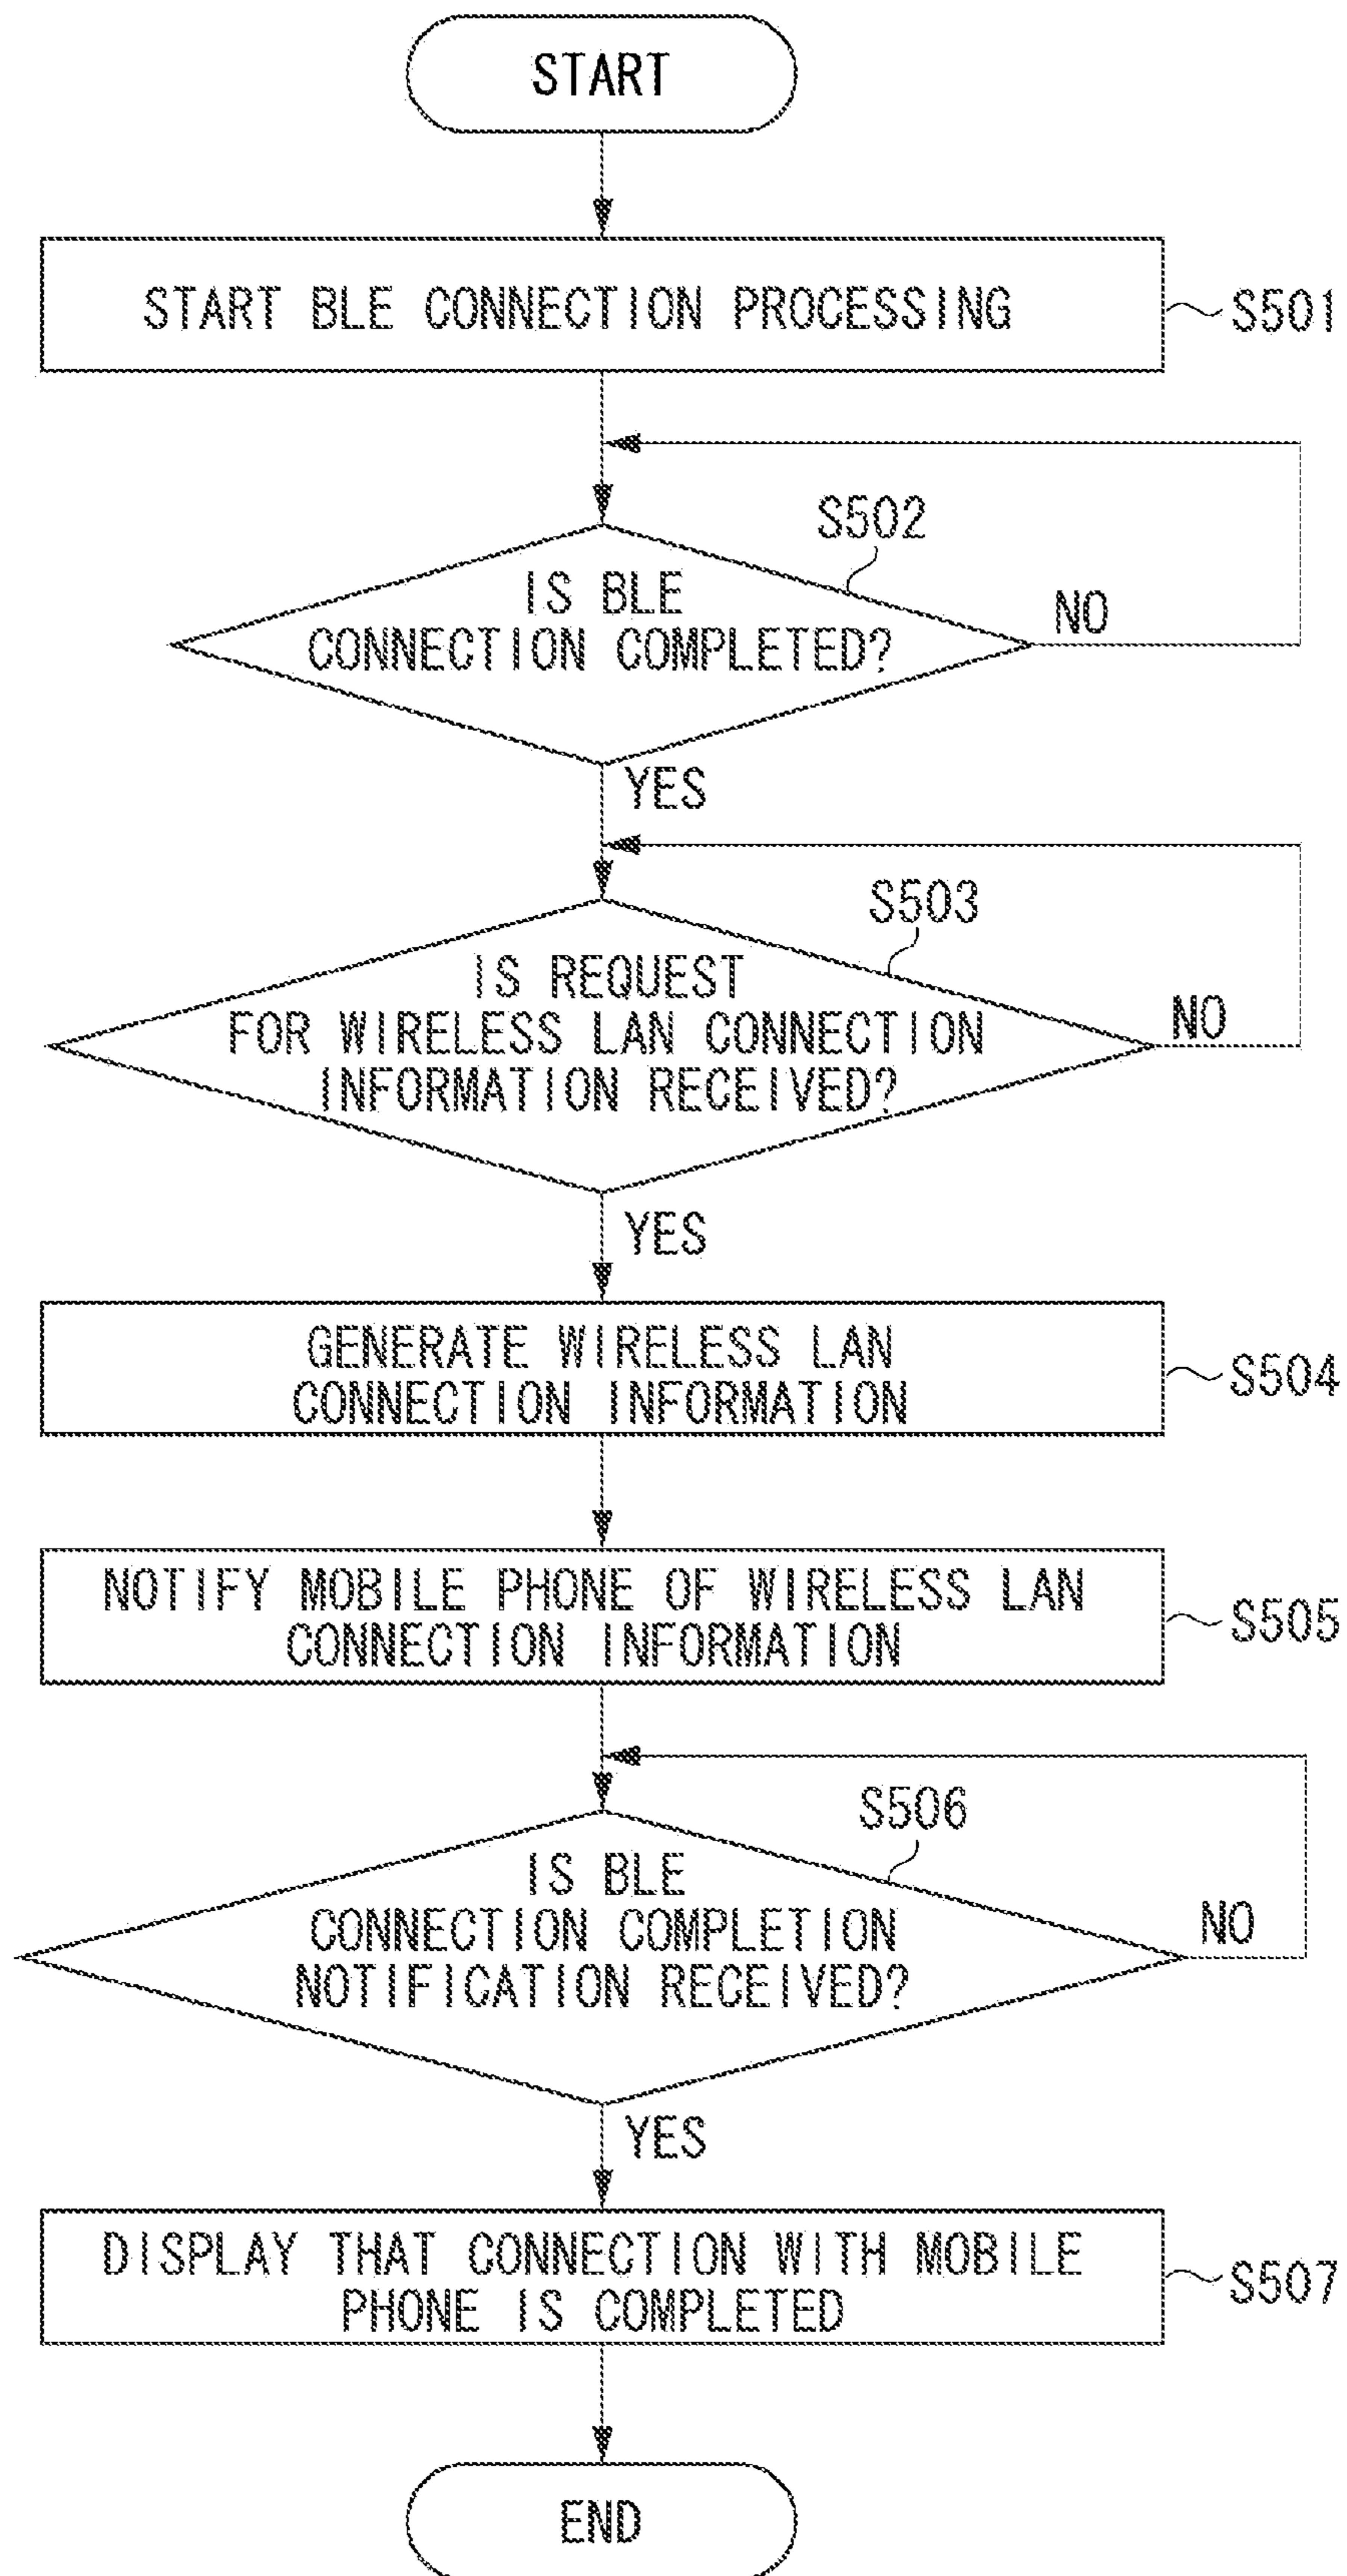 START
START BLE CONNECTION PROCESSING
S501
S502
IS BLE
CONNECTION COMPLETED?
NO
YES
S503
IS REQUEST
FOR WIRELESS LAN CONNECTION
INFORMATION RECEIVED?
NO
YES
GENERATE WIRELESS LAN
CONNECTION INFORMATION
S504
NOTIFY MOBILE PHONE OF WIRELESS LAN
CONNECTION INFORMATION
S505
S506
IS BLE
CONNECTION COMPLETION
NOTIFICATION RECEIVED?
NO
YES
DISPLAY THAT CONNECTION WITH MOBILE
PHONE IS COMPLETED
S507
END